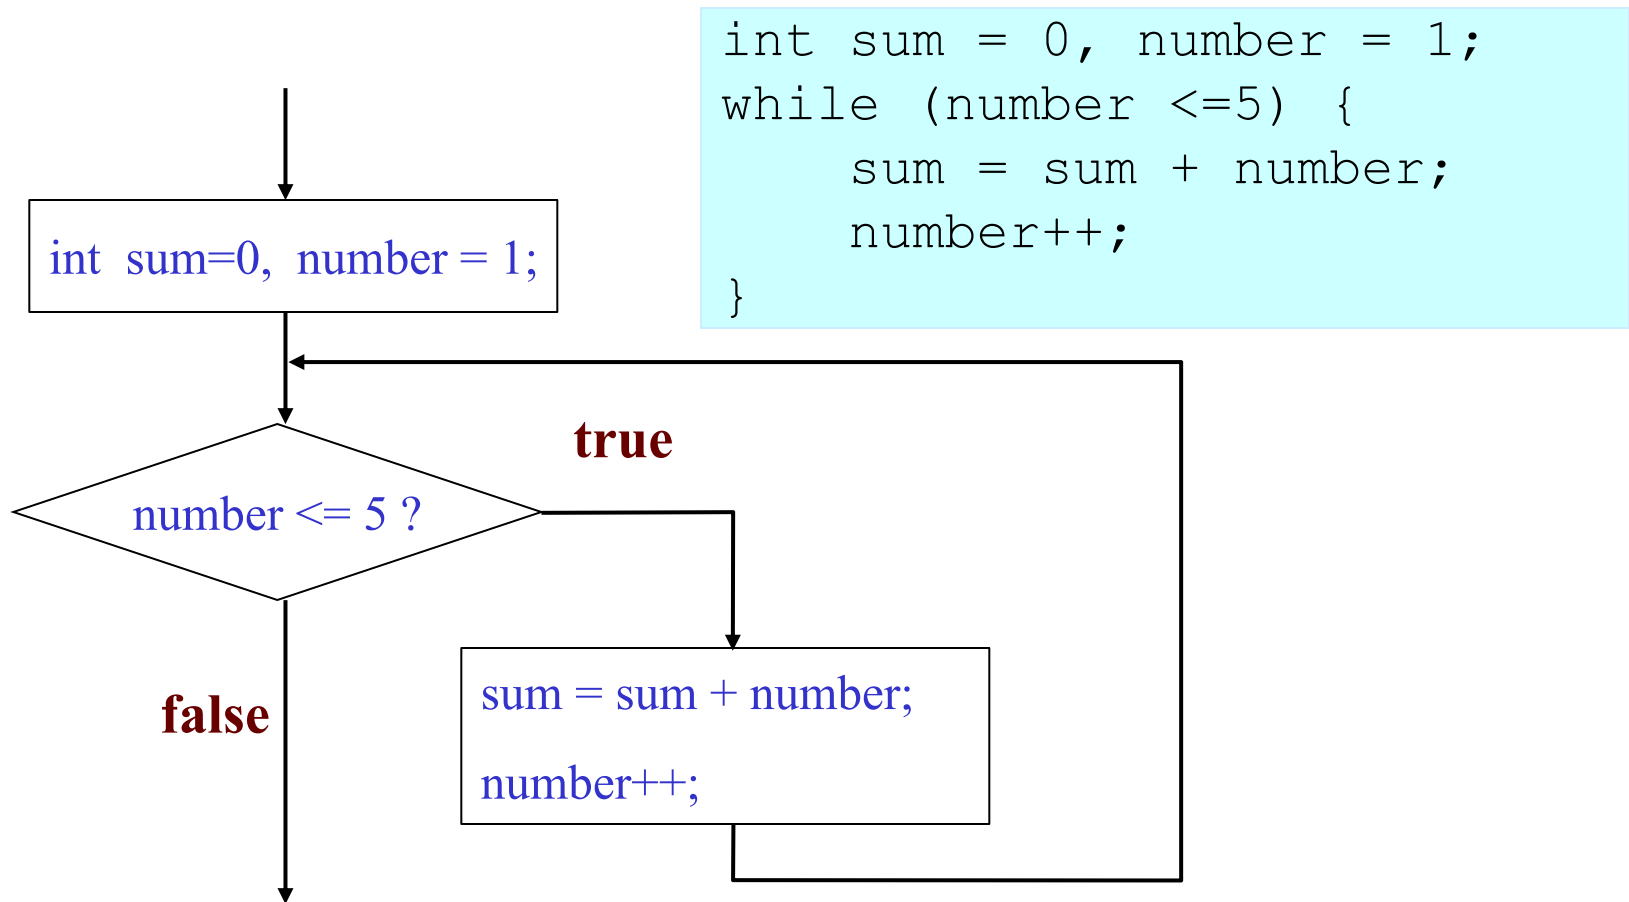 int sum = 0, number = 1;
while (number <=5) {
    sum = sum + number;
    number++;
}
int  sum=0,  number = 1;
number <= 5 ?
true
false
sum = sum + number;
number++;